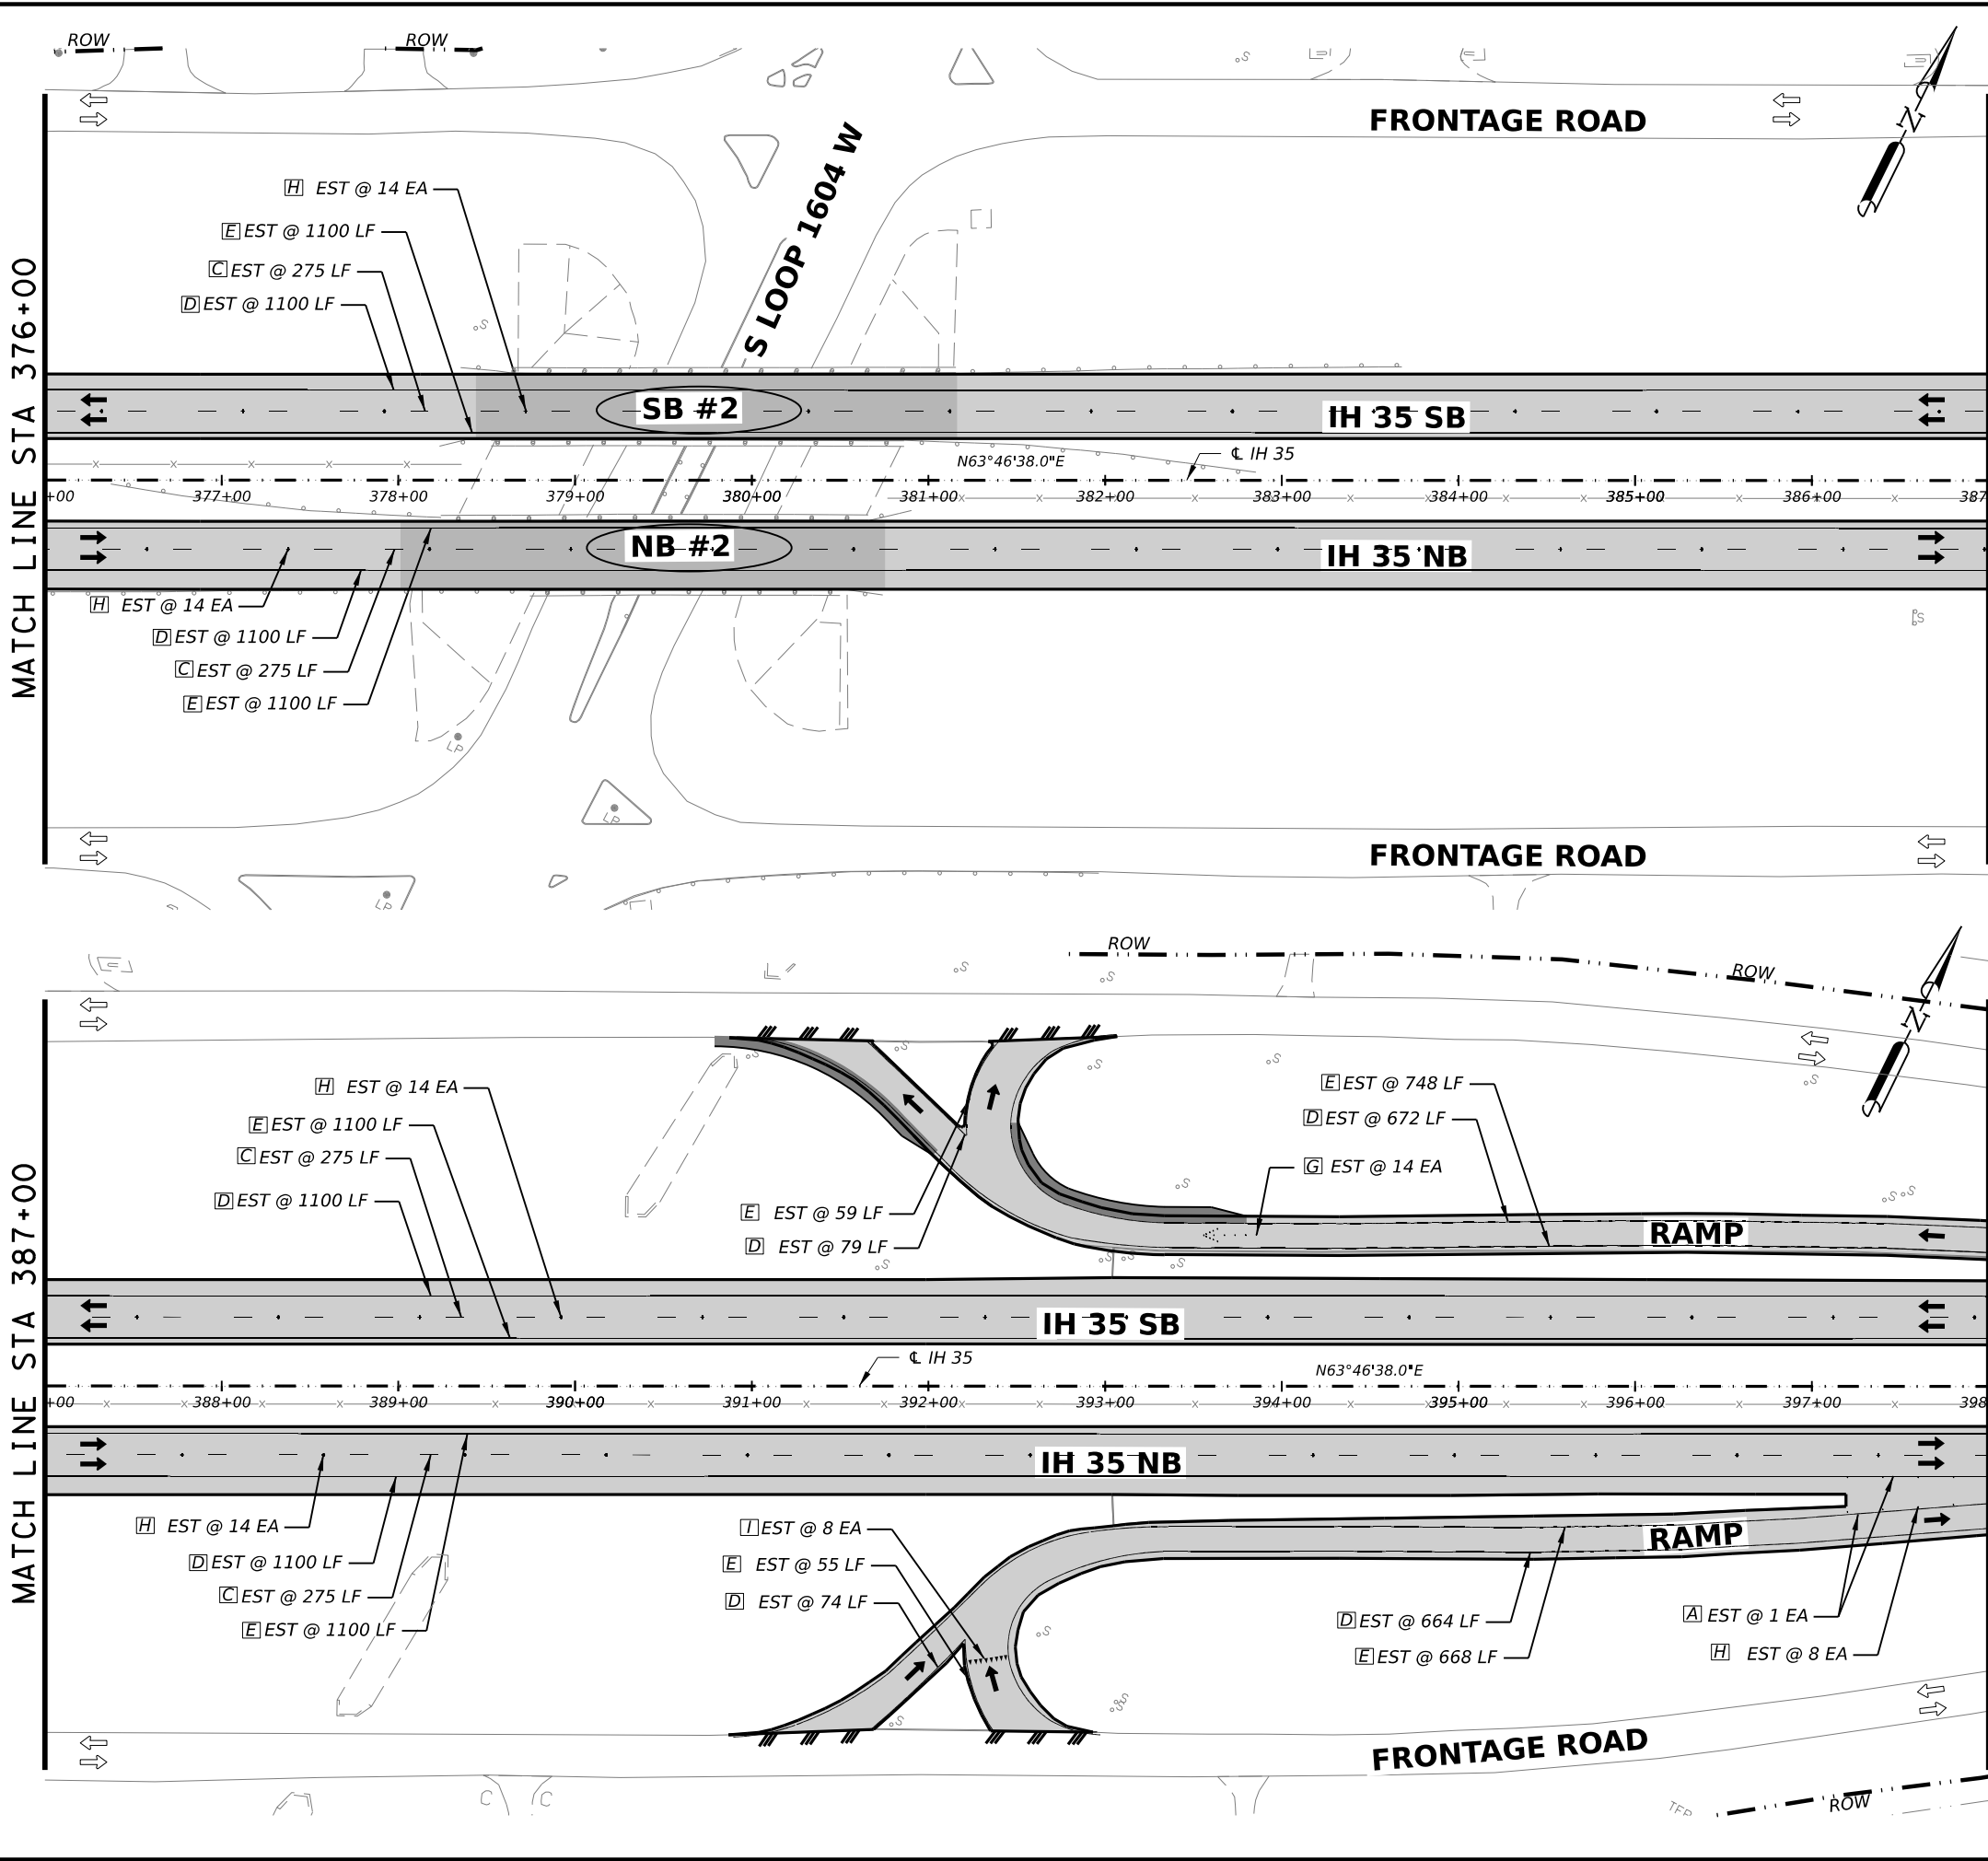 ROW
ROW
FRONTAGE ROAD
N
S LOOP 1604 W
H EST @ 14 EA
E EST @ 1100 LF
C EST @ 275 LF
D EST @ 1100 LF
MATCH LINE STA 376+00
SB #2
IH 35 SB
N63°46'38.0"E
℄ IH 35
+00 377+00 378+00 379+00 380+00 381+00 382+00 383+00 384+00 385+00 386+00 387
NB #2
IH 35 NB
H EST @ 14 EA
D EST @ 1100 LF
C EST @ 275 LF
E EST @ 1100 LF
LP
LP
FRONTAGE ROAD
LP
ROW
ROW
N
H EST @ 14 EA
E EST @ 1100 LF
C EST @ 275 LF
D EST @ 1100 LF
E EST @ 748 LF
D EST @ 672 LF
G EST @ 14 EA
E EST @ 59 LF
D EST @ 79 LF
RAMP
MATCH LINE STA 387+00
IH 35 SB
℄ IH 35
N63°46'38.0"E
+00 388+00 389+00 390+00 391+00 392+00 393+00 394+00 395+00 396+00 397+00 398
IH 35 NB
H EST @ 14 EA
D EST @ 1100 LF
C EST @ 275 LF
E EST @ 1100 LF
I EST @ 8 EA
E EST @ 55 LF
D EST @ 74 LF
RAMP
D EST @ 664 LF
E EST @ 668 LF
A EST @ 1 EA
H EST @ 8 EA
FRONTAGE ROAD
C C
ROW